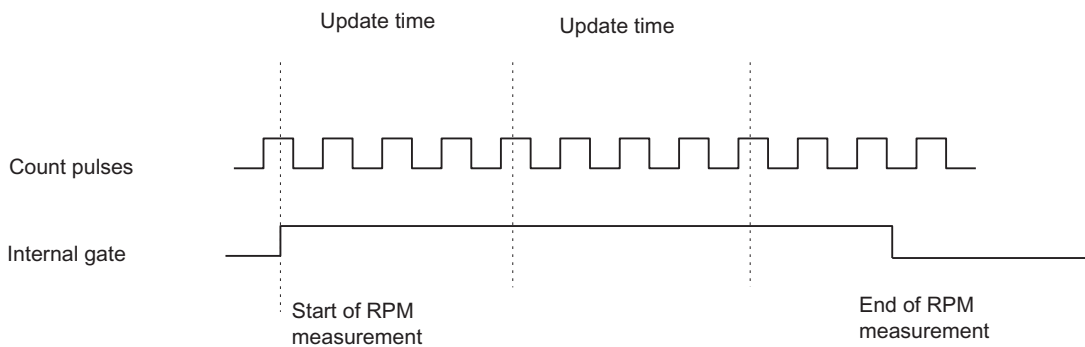 Update time
Update time
Count pulses
Internal gate
Start of RPM
measurement
End of RPM
measurement